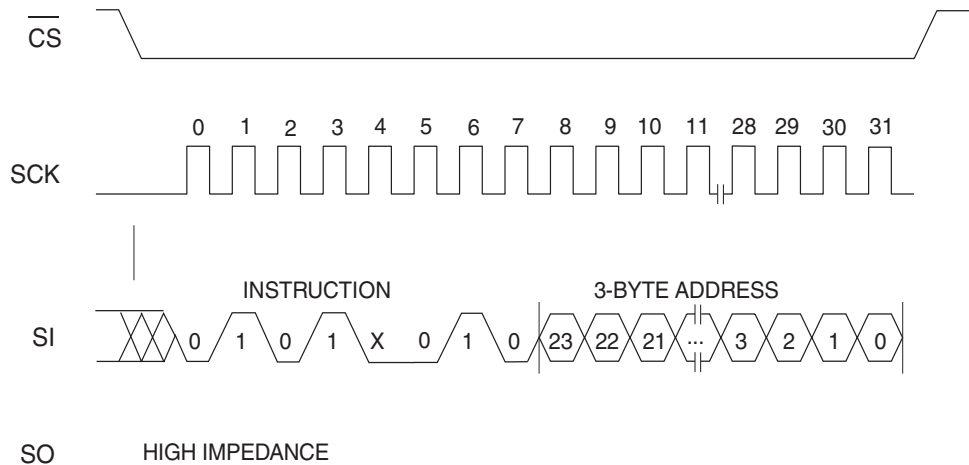 CS
0 1 2 3 4 5 6 7 8 9 10 11 28 29 30 31
SCK
INSTRUCTION 3-BYTE ADDRESS
SI 0 1 0 1 X 0 1 0 23 22 21 ... 3 2 1 0
SO HIGH IMPEDANCE